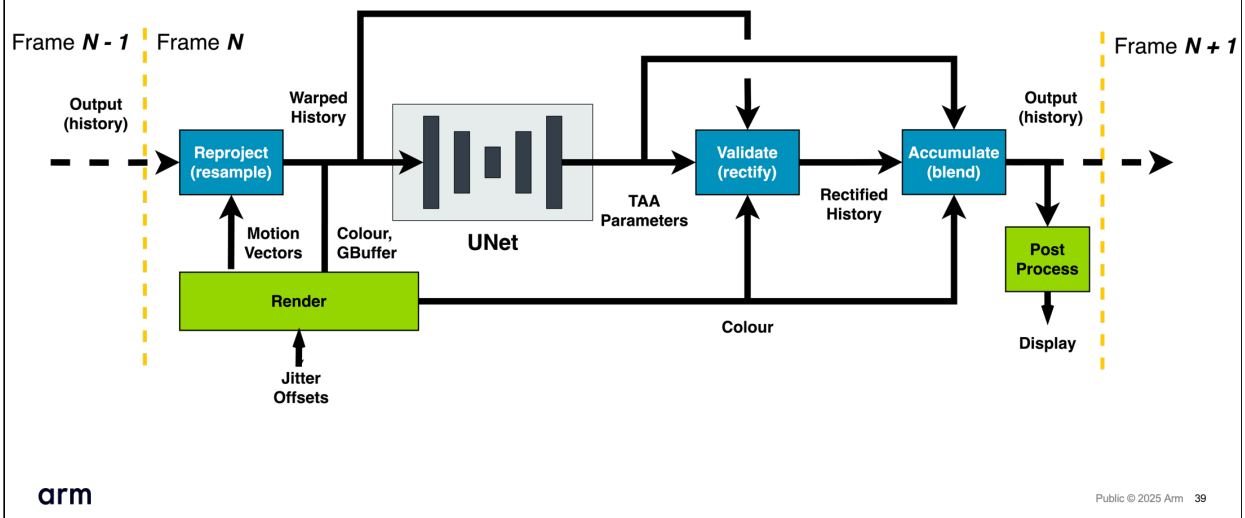 Frame N - 1
Frame N
Frame N + 1
Output
(history)
Warped
History
Output
(history)
Reproject
(resample)
Validate
(rectify)
Accumulate
(blend)
TAA
Parameters
Rectified
History
Motion
Vectors
Colour,
GBuffer
UNet
Post
Process
Render
Colour
Display
Jitter
Offsets
arm
Public © 2025 Arm 39